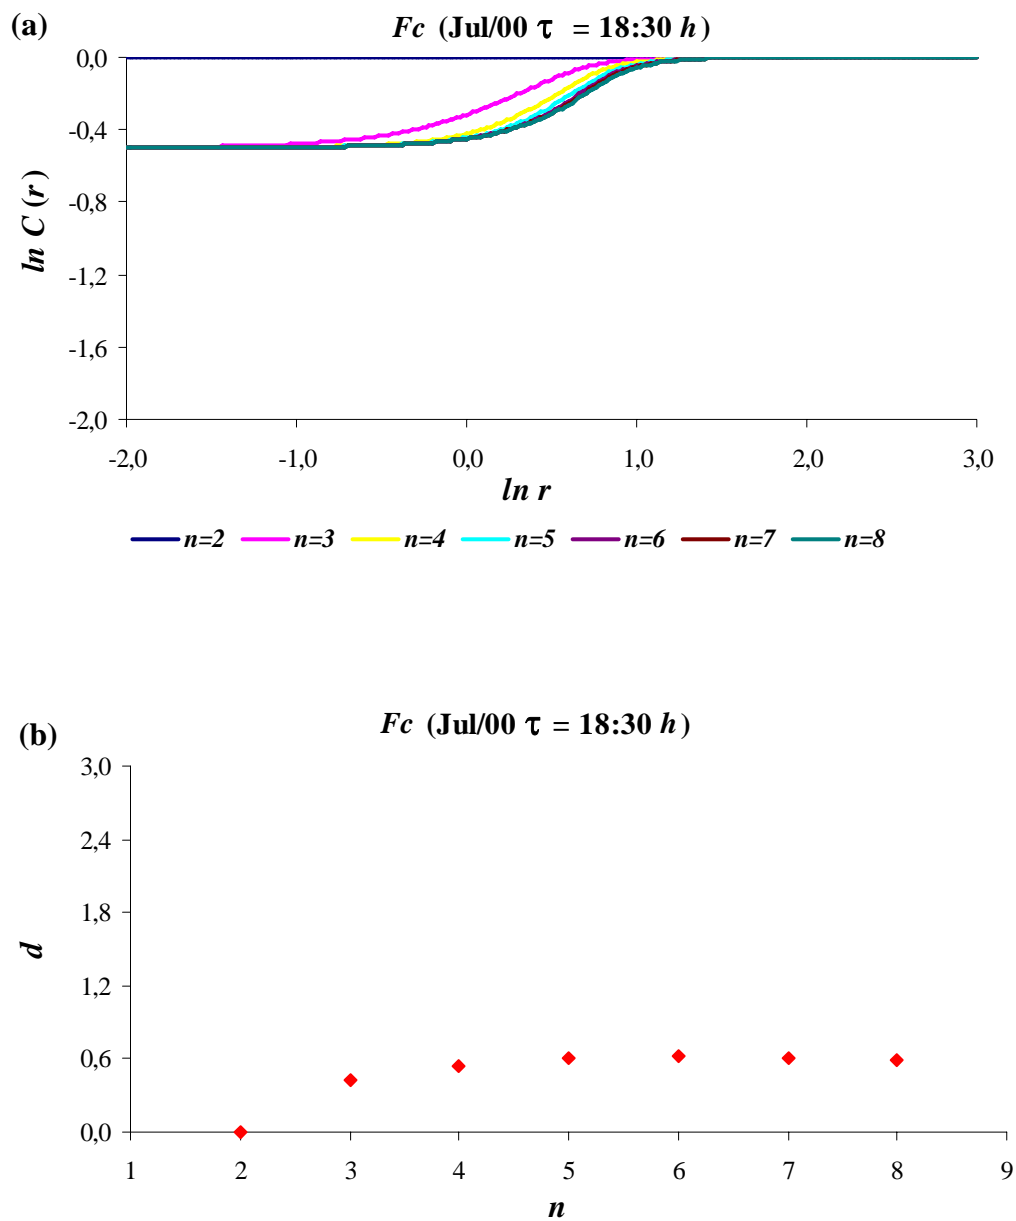 (a)
Fc (Jul/00 τ = 18:30 h)
0,0
-0,4
-0,8
-1,2
-1,6
-2,0
ln C (r)
-2,0 -1,0 0,0 1,0 2,0 3,0
ln r
n=2 n=3 n=4 n=5 n=6 n=7 n=8
(b)
Fc (Jul/00 τ = 18:30 h)
3,0
2,4
1,8
1,2
0,6
0,0
d
1 2 3 4 5 6 7 8 9
n